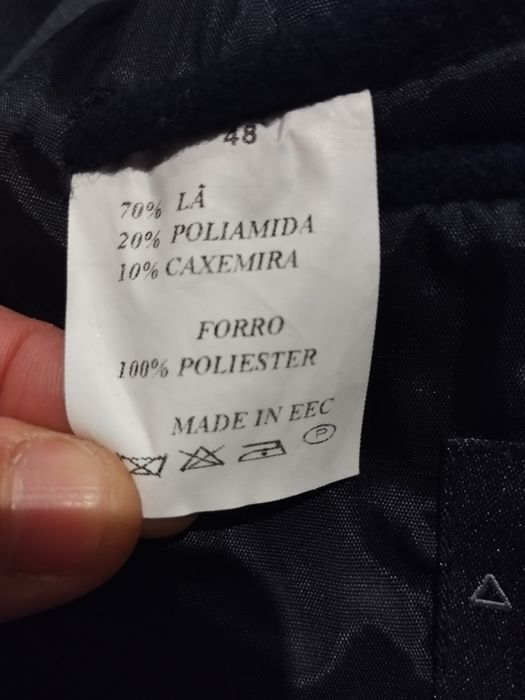 48
70% LÃ
20% POLIAMIDA
10% CAXEMIRA
FORRO
100% POLIESTER
MADE IN EEC
P